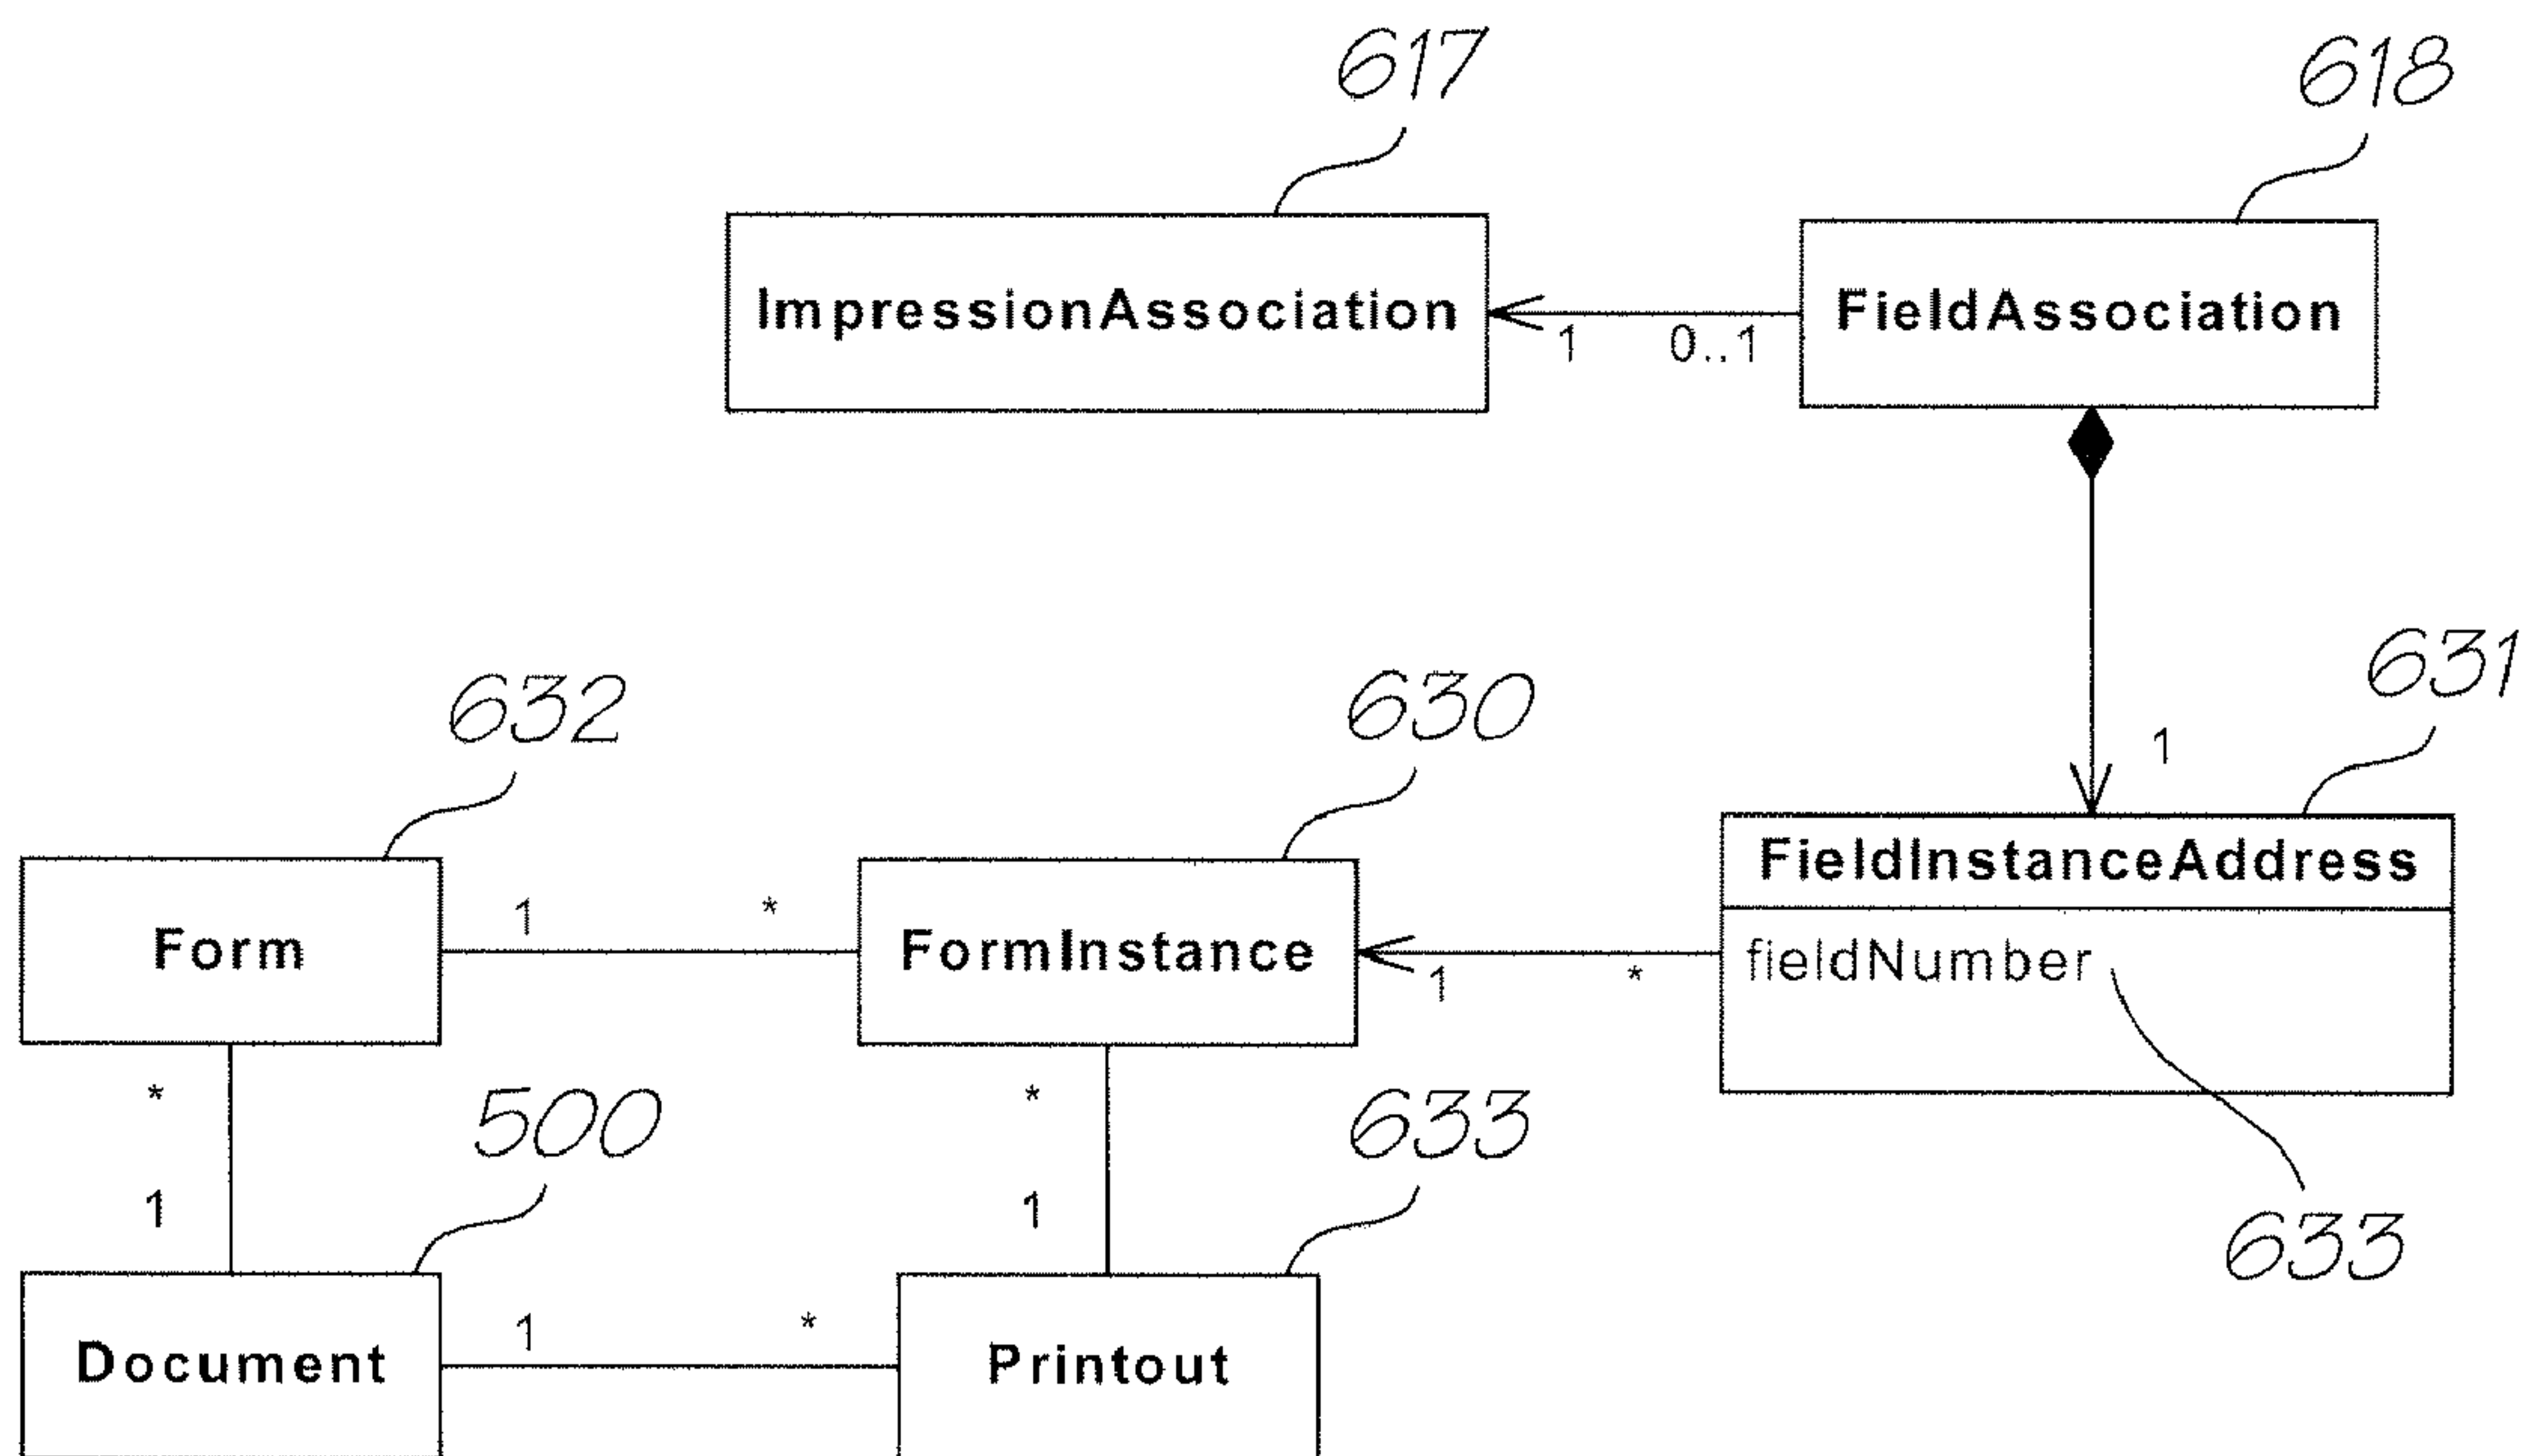 617
618
ImpressionAssociation
FieldAssociation
1 0..1
1
631
632
630
FieldInstanceAddress
fieldNumber
Form
1 *
FormInstance
1 *
*
1
500
*
1
633
633
Document
1 *
Printout